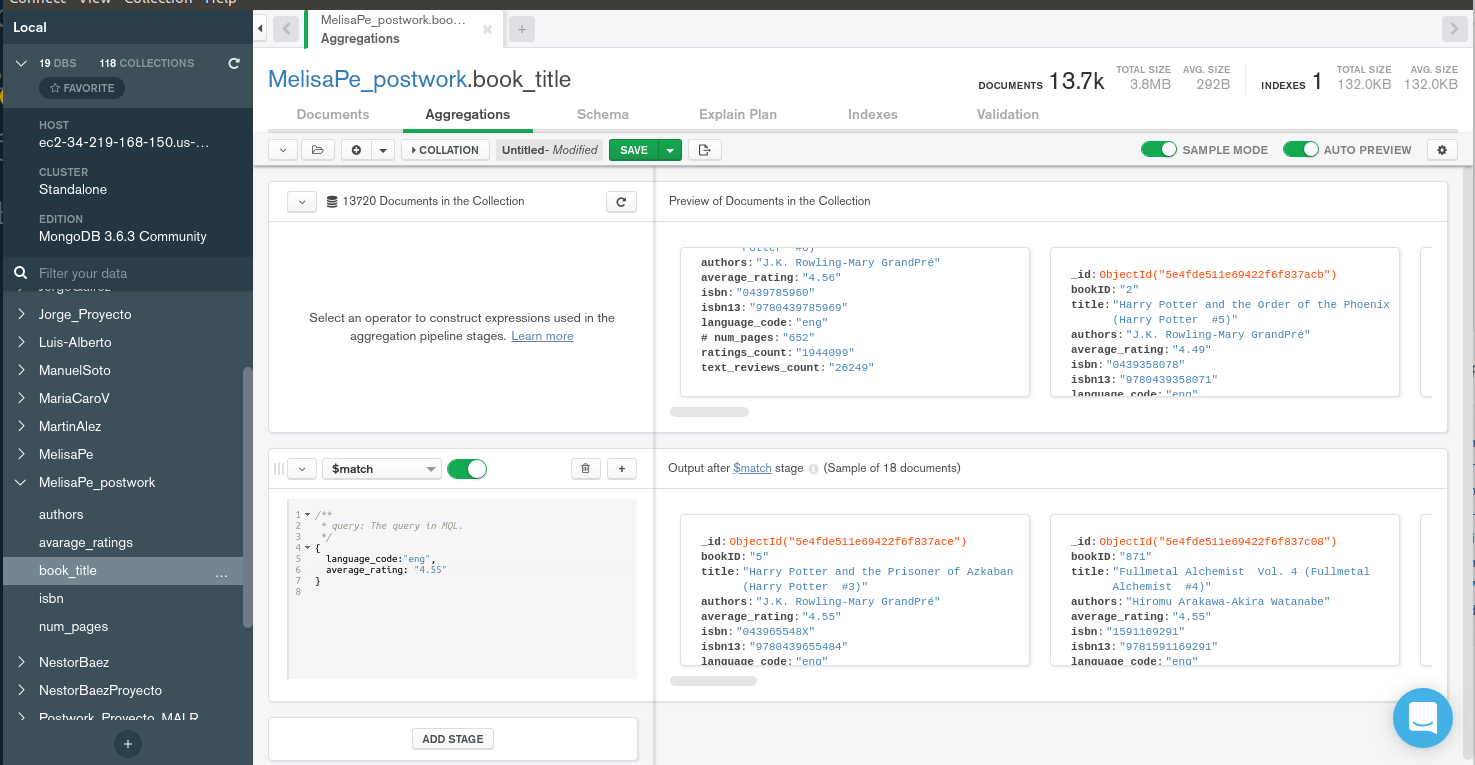 Connect View Collection Help
Local
MelisaPe_postwork.boo...
Aggregations
19 DBS 118 COLLECTIONS
FAVORITE
HOST
ec2-34-219-168-150.us-...
CLUSTER
Standalone
EDITION
MongoDB 3.6.3 Community
Filter your data
Jorge_Proyecto
Luis-Alberto
ManuelSoto
MariaCaroV
MartinAlez
MelisaPe
MelisaPe_postwork
authors
avarage_ratings
book_title
...
isbn
num_pages
NestorBaez
NestorBaezProyecto
Postwork_Proyecto_MALR
+
MelisaPe_postwork.book_title
DOCUMENTS 13.7k
TOTAL SIZE
3.8MB
AVG. SIZE
292B
INDEXES 1
TOTAL SIZE
132.0KB
AVG. SIZE
132.0KB
Documents Aggregations Schema Explain Plan Indexes Validation
COLLATION Untitled- Modified SAVE SAMPLE MODE AUTO PREVIEW
13720 Documents in the Collection
Select an operator to construct expressions used in the
aggregation pipeline stages. Learn more
Preview of Documents in the Collection
Potter #6)"
authors: "J.K. Rowling-Mary GrandPré"
average_rating: "4.56"
isbn: "0439785960"
isbn13: "9780439785969"
language_code: "eng"
# num_pages: "652"
ratings_count: "1944099"
text_reviews_count: "26249"
_id: ObjectId("5e4fde511e69422f6f837acb")
bookID: "2"
title: "Harry Potter and the Order of the Phoenix
(Harry Potter #5)"
authors: "J.K. Rowling-Mary GrandPré"
average_rating: "4.49"
isbn: "0439358078"
isbn13: "9780439358071"
language_code: "eng"
$match
1 /**
2 * query: The query in MQL.
3 */
4 {
5 language_code:"eng",
6 average_rating: "4.55"
7 }
8
Output after $match stage (Sample of 18 documents)
_id: ObjectId("5e4fde511e69422f6f837ace")
bookID: "5"
title: "Harry Potter and the Prisoner of Azkaban
(Harry Potter #3)"
authors: "J.K. Rowling-Mary GrandPré"
average_rating: "4.55"
isbn: "043965548X"
isbn13: "9780439655484"
language_code: "eng"
_id: ObjectId("5e4fde511e69422f6f837c08")
bookID: "871"
title: "Fullmetal Alchemist Vol. 4 (Fullmetal
Alchemist #4)"
authors: "Hiromu Arakawa-Akira Watanabe"
average_rating: "4.55"
isbn: "1591169291"
isbn13: "9781591169291"
language_code: "eng"
ADD STAGE